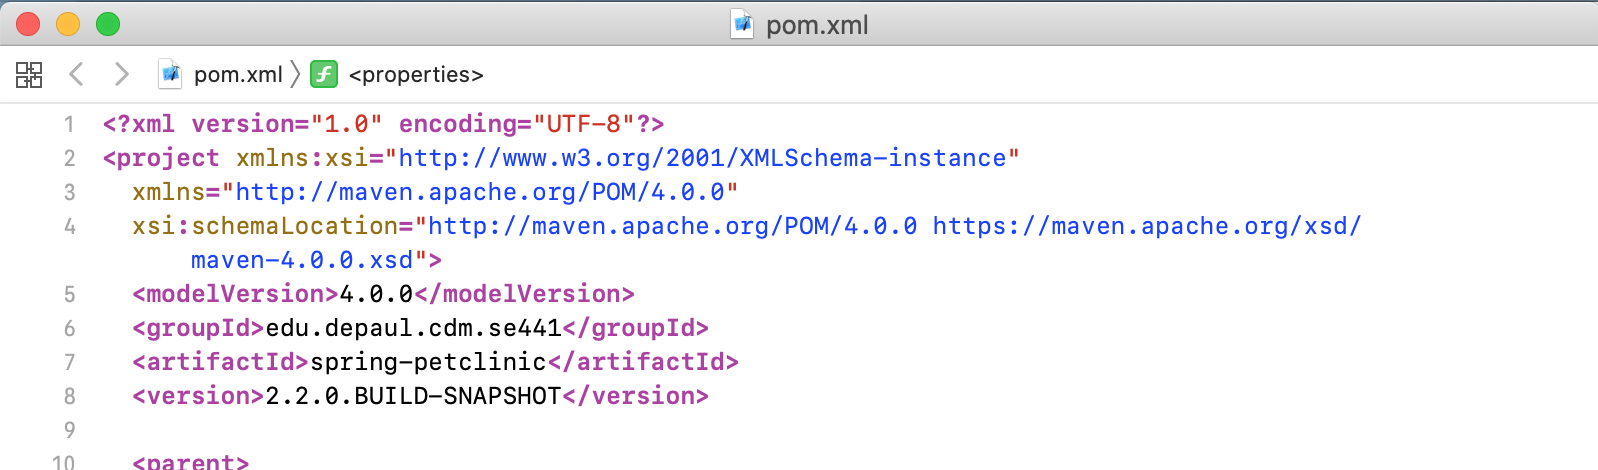 pom.xml
pom.xml 〉 <properties>
1 <?xml version="1.0" encoding="UTF-8"?>
2 <project xmlns:xsi="http://www.w3.org/2001/XMLSchema-instance"
3 xmlns="http://maven.apache.org/POM/4.0.0"
4 xsi:schemaLocation="http://maven.apache.org/POM/4.0.0 https://maven.apache.org/xsd/
maven-4.0.0.xsd">
5 <modelVersion>4.0.0</modelVersion>
6 <groupId>edu.depaul.cdm.se441</groupId>
7 <artifactId>spring-petclinic</artifactId>
8 <version>2.2.0.BUILD-SNAPSHOT</version>
9
10 <parent>